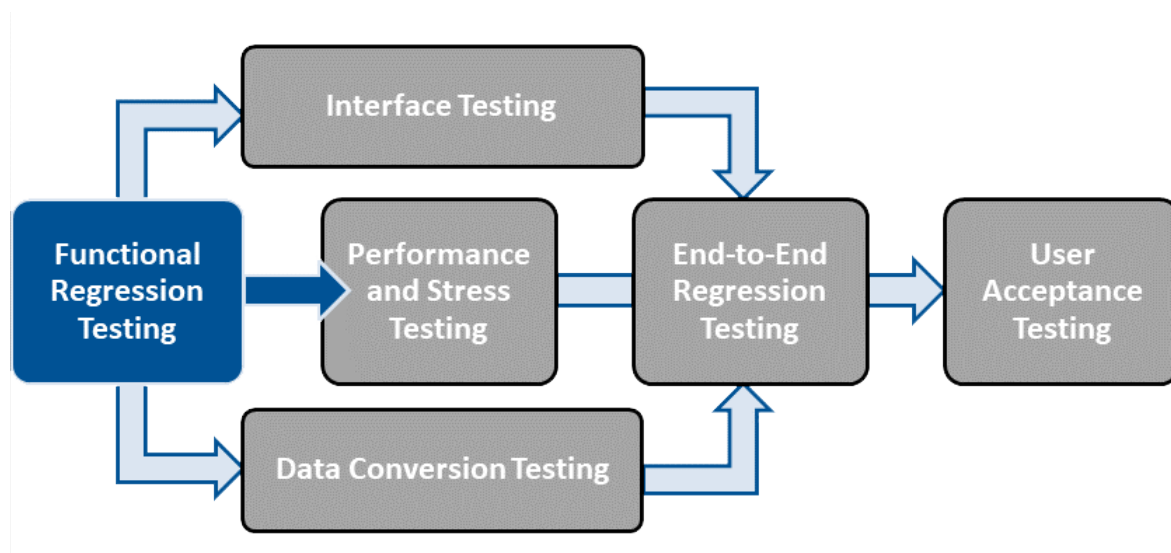 Interface Testing
Functional
Regression
Testing
Performance
and Stress
Testing
End-to-End
Regression
Testing
User
Acceptance
Testing
Data Conversion Testing